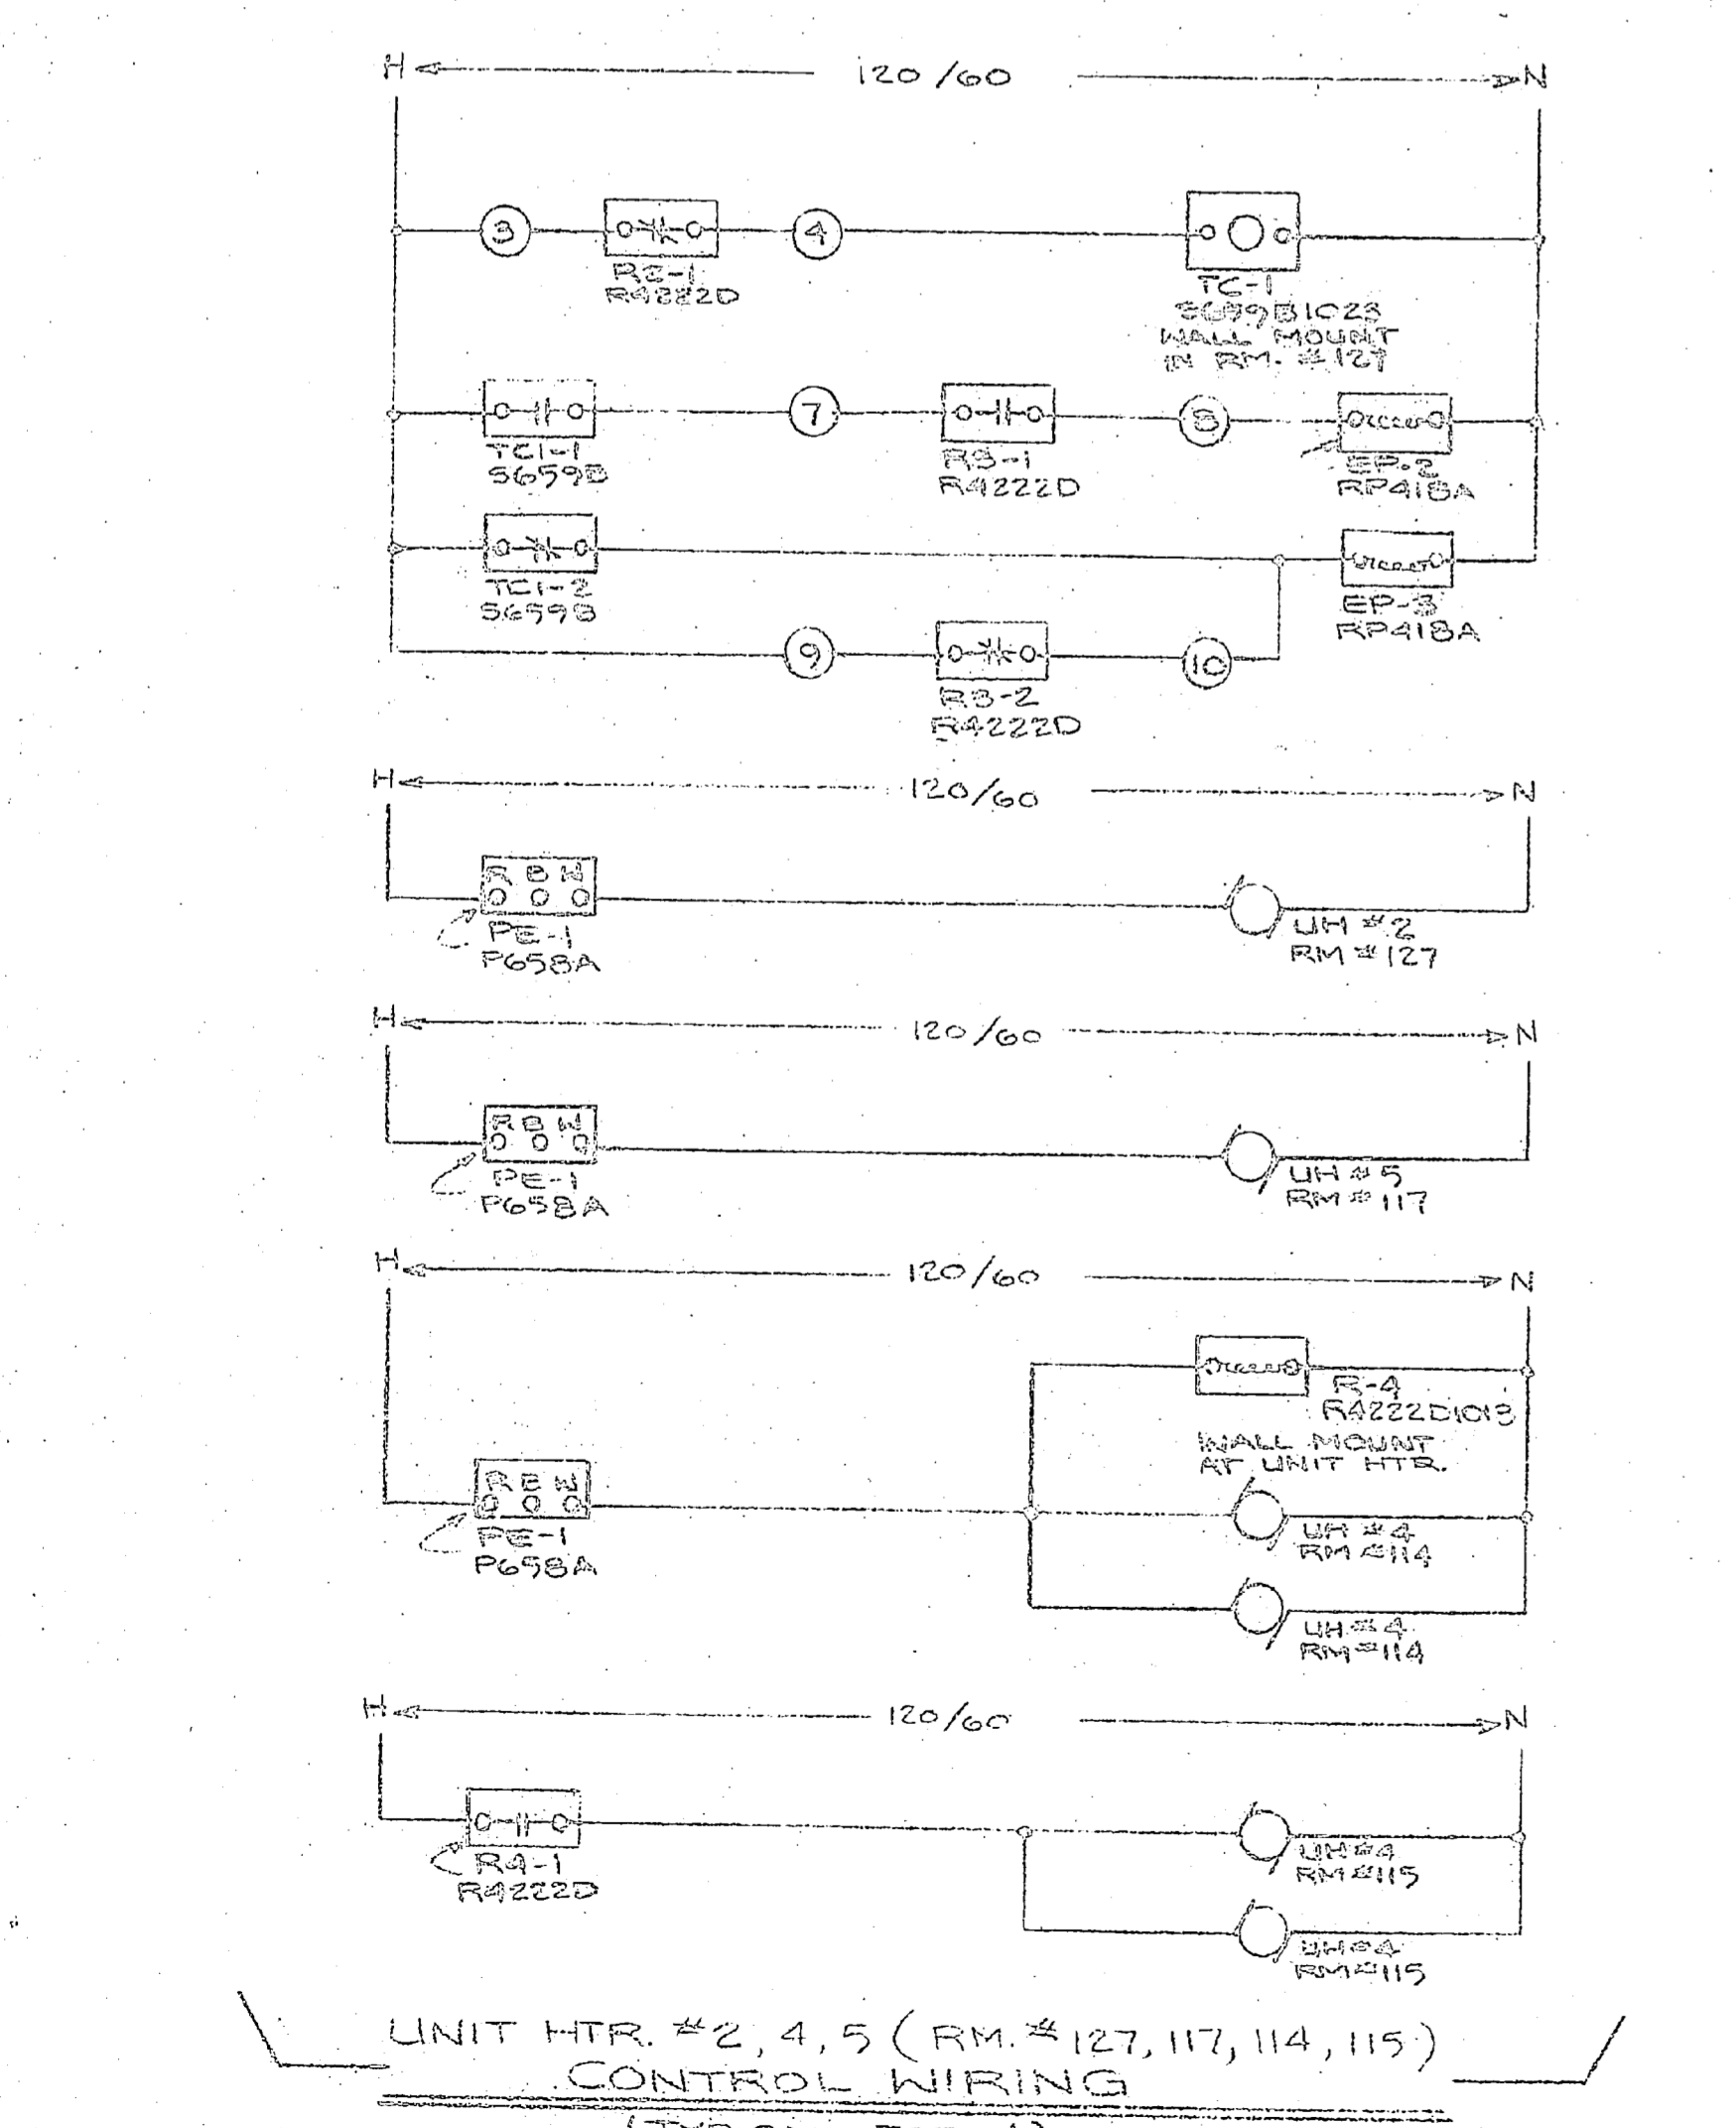 H 120/60 N
3 4
R2-1
R4222D
TC-1
S659B1023
WALL MOUNT
IN RM. #127
7 8
TC1-1
S659B
R3-1
R4222D
EP-2
RP418A
TC1-2
S659B
EP-3
RP418A
9 10
R3-2
R4222D
H 120/60 N
R B W
PE-1
P658A
UH #2
RM #127
H 120/60 N
R B W
PE-1
P658A
UH #5
RM #117
H 120/60 N
R-4
R4222D1013
WALL MOUNT
AT UNIT HTR.
R B W
PE-1
P658A
UH #4
RM #114
UH #4
RM #114
H 120/60 N
R4-1
R4222D
UH #4
RM #115
UH #4
RM #115
UNIT HTR. #2, 4, 5 (RM. #127, 117, 114, 115)
CONTROL WIRING